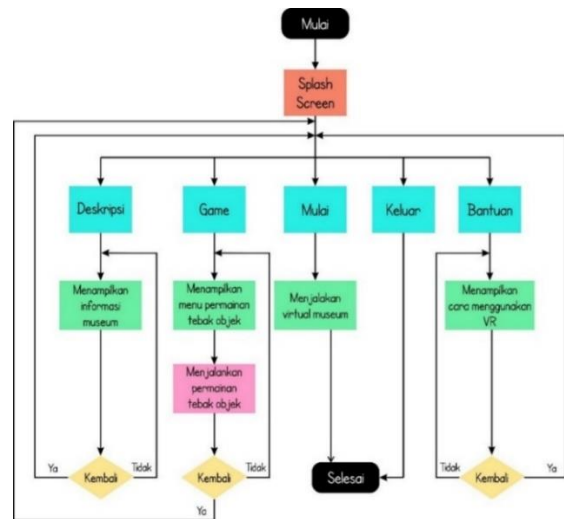 Mulai
Splash
Screen
Deskripsi
Game
Mulai
Keluar
Bantuan
Menampilkan
informasi
museum
Menampilkan
menu permainan
tebak objek
Menjalakan
virtual museum
Menampilkan
cara menggunakan
VR
Menjalankan
permainan
tebak objek
Ya
Kembali
Tidak
Kembali
Tidak
Selesai
Tidak
Kembali
Ya
Ya